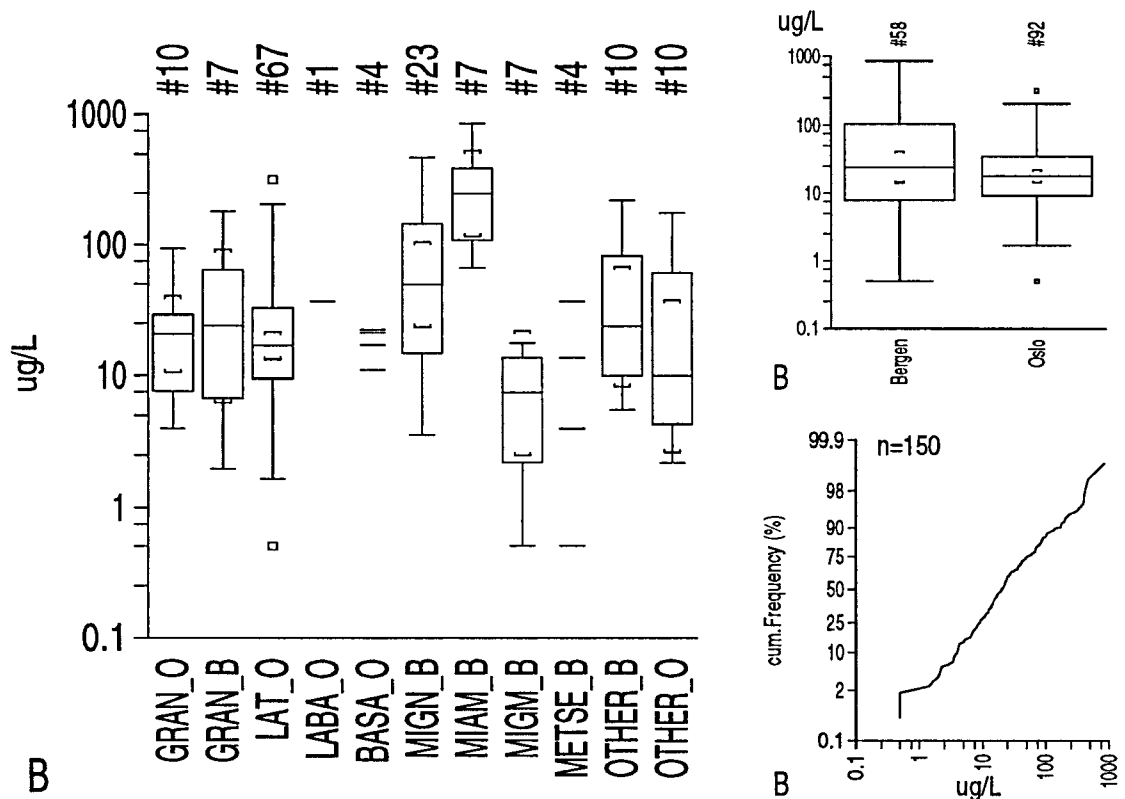 #10 #7 #67 #1 #4 #23 #7 #7 #4 #10 #10
1000
100
10
1
0.1
ug/L
GRAN_O GRAN_B LAT_O LABA_O BASA_O MIGN_B MIAM_B MIGM_B METSE_B OTHER_B OTHER_O
B
ug/L
#58 #92
1000
100
10
1
0.1
Bergen Oslo
B
n=150
99.9
98
90
75
50
25
10
2
0.1
cum.Frequency (%)
0.1 1 10 100 1000
ug/L
B